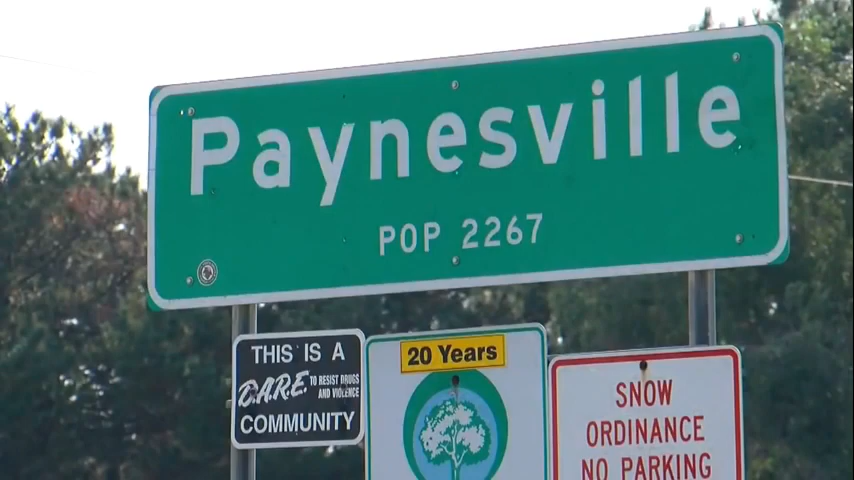 Paynesville
POP 2267
THIS IS A
D.A.R.E. TO RESIST DRUGS
AND VIOLENCE
COMMUNITY
20 Years
SNOW
ORDINANCE
NO PARKING